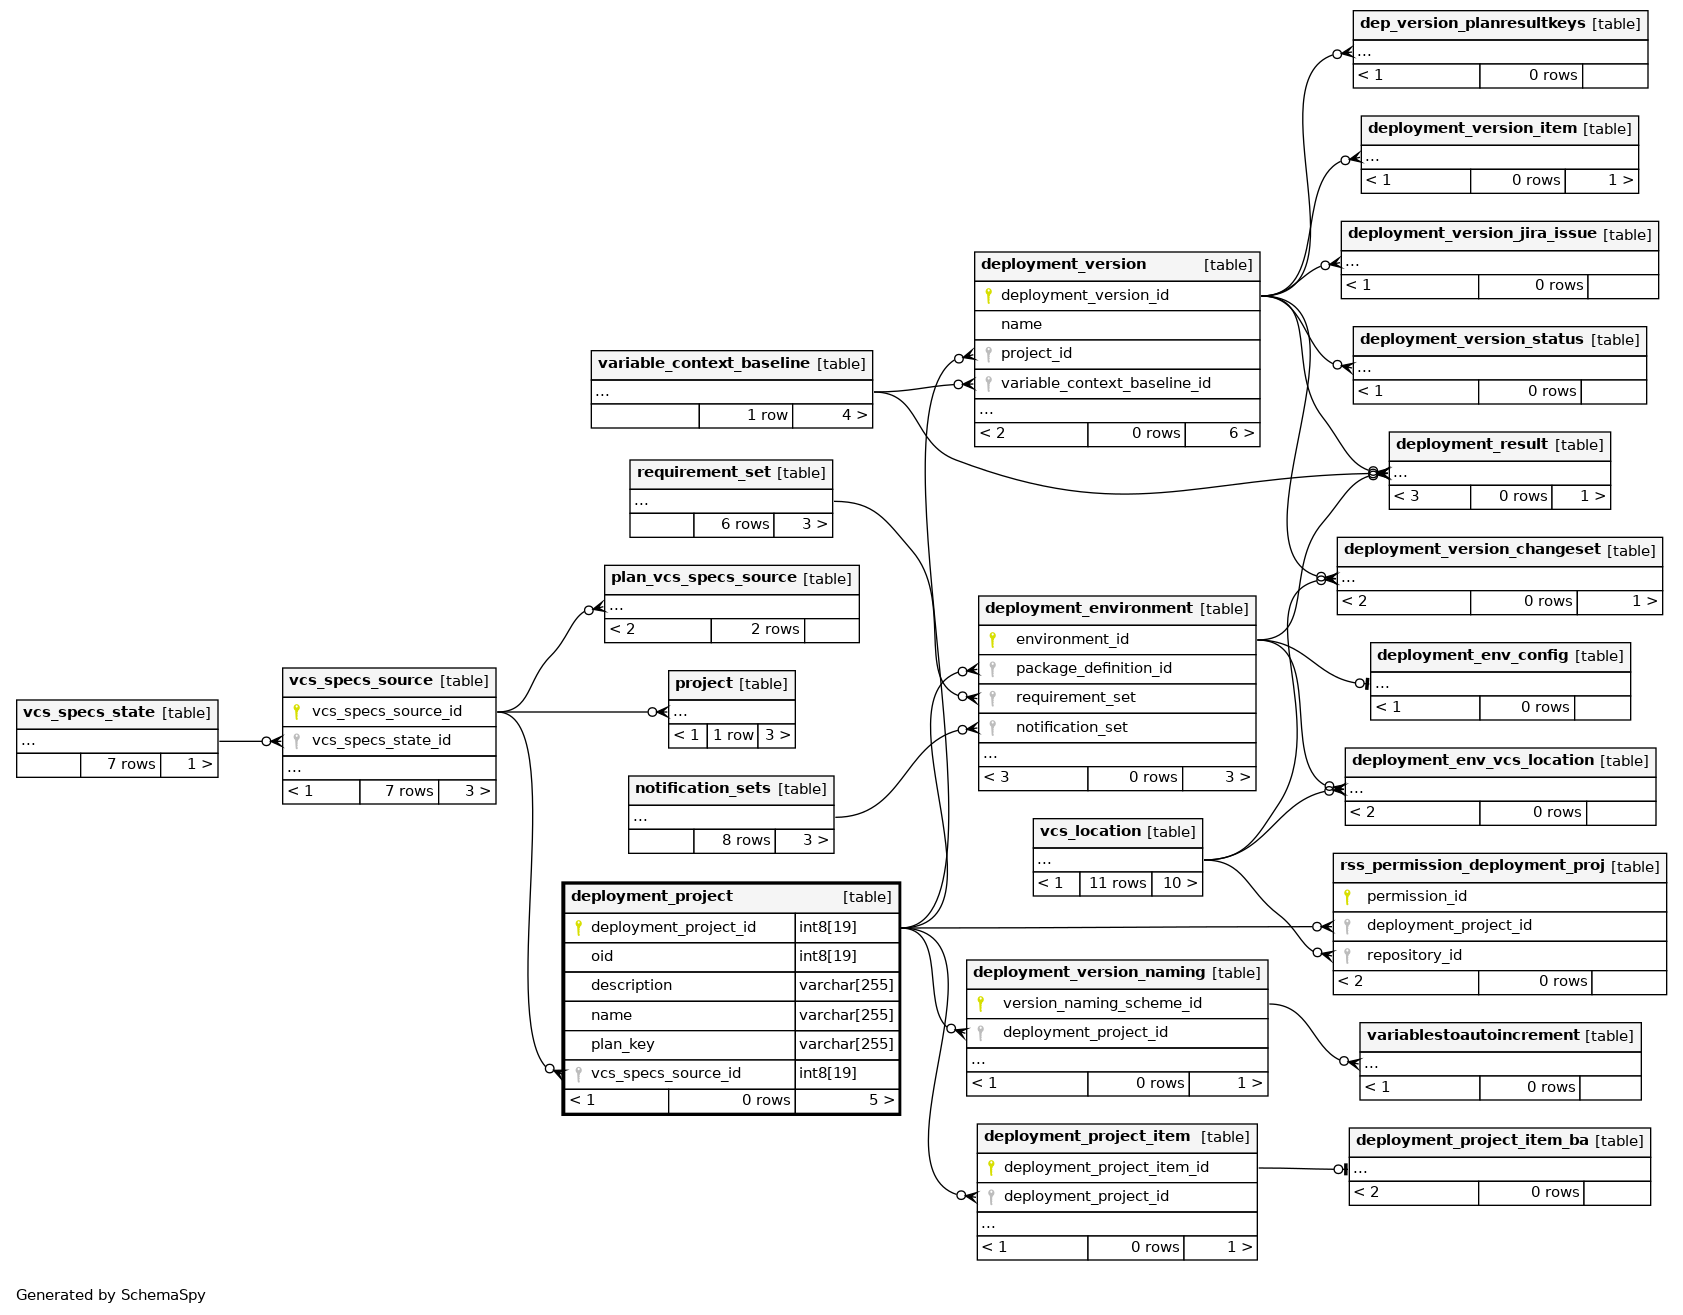 dep_version_planresultkeys [table]
...
< 1 0 rows
deployment_version_item [table]
...
< 1 0 rows 1 >
deployment_version_jira_issue [table]
...
< 1 0 rows
deployment_version [table]
deployment_version_id
name
project_id
variable_context_baseline_id
...
< 2 0 rows 6 >
deployment_version_status [table]
...
< 1 0 rows
variable_context_baseline [table]
...
1 row 4 >
deployment_result [table]
...
< 3 0 rows 1 >
requirement_set [table]
...
6 rows 3 >
deployment_version_changeset [table]
...
< 2 0 rows 1 >
plan_vcs_specs_source [table]
...
< 2 2 rows
deployment_environment [table]
environment_id
package_definition_id
requirement_set
notification_set
...
< 3 0 rows 3 >
deployment_env_config [table]
...
< 1 0 rows
vcs_specs_state [table]
...
7 rows 1 >
vcs_specs_source [table]
vcs_specs_source_id
vcs_specs_state_id
...
< 1 7 rows 3 >
project [table]
...
< 1 1 row 3 >
deployment_env_vcs_location [table]
...
< 2 0 rows
notification_sets [table]
...
8 rows 3 >
vcs_location [table]
...
< 1 11 rows 10 >
rss_permission_deployment_proj [table]
permission_id
deployment_project_id
repository_id
< 2 0 rows
deployment_project [table]
deployment_project_id int8[19]
oid int8[19]
description varchar[255]
name varchar[255]
plan_key varchar[255]
vcs_specs_source_id int8[19]
< 1 0 rows 5 >
deployment_version_naming [table]
version_naming_scheme_id
deployment_project_id
...
< 1 0 rows 1 >
variablestoautoincrement [table]
...
< 1 0 rows
deployment_project_item [table]
deployment_project_item_id
deployment_project_id
...
< 1 0 rows 1 >
deployment_project_item_ba [table]
...
< 2 0 rows
Generated by SchemaSpy